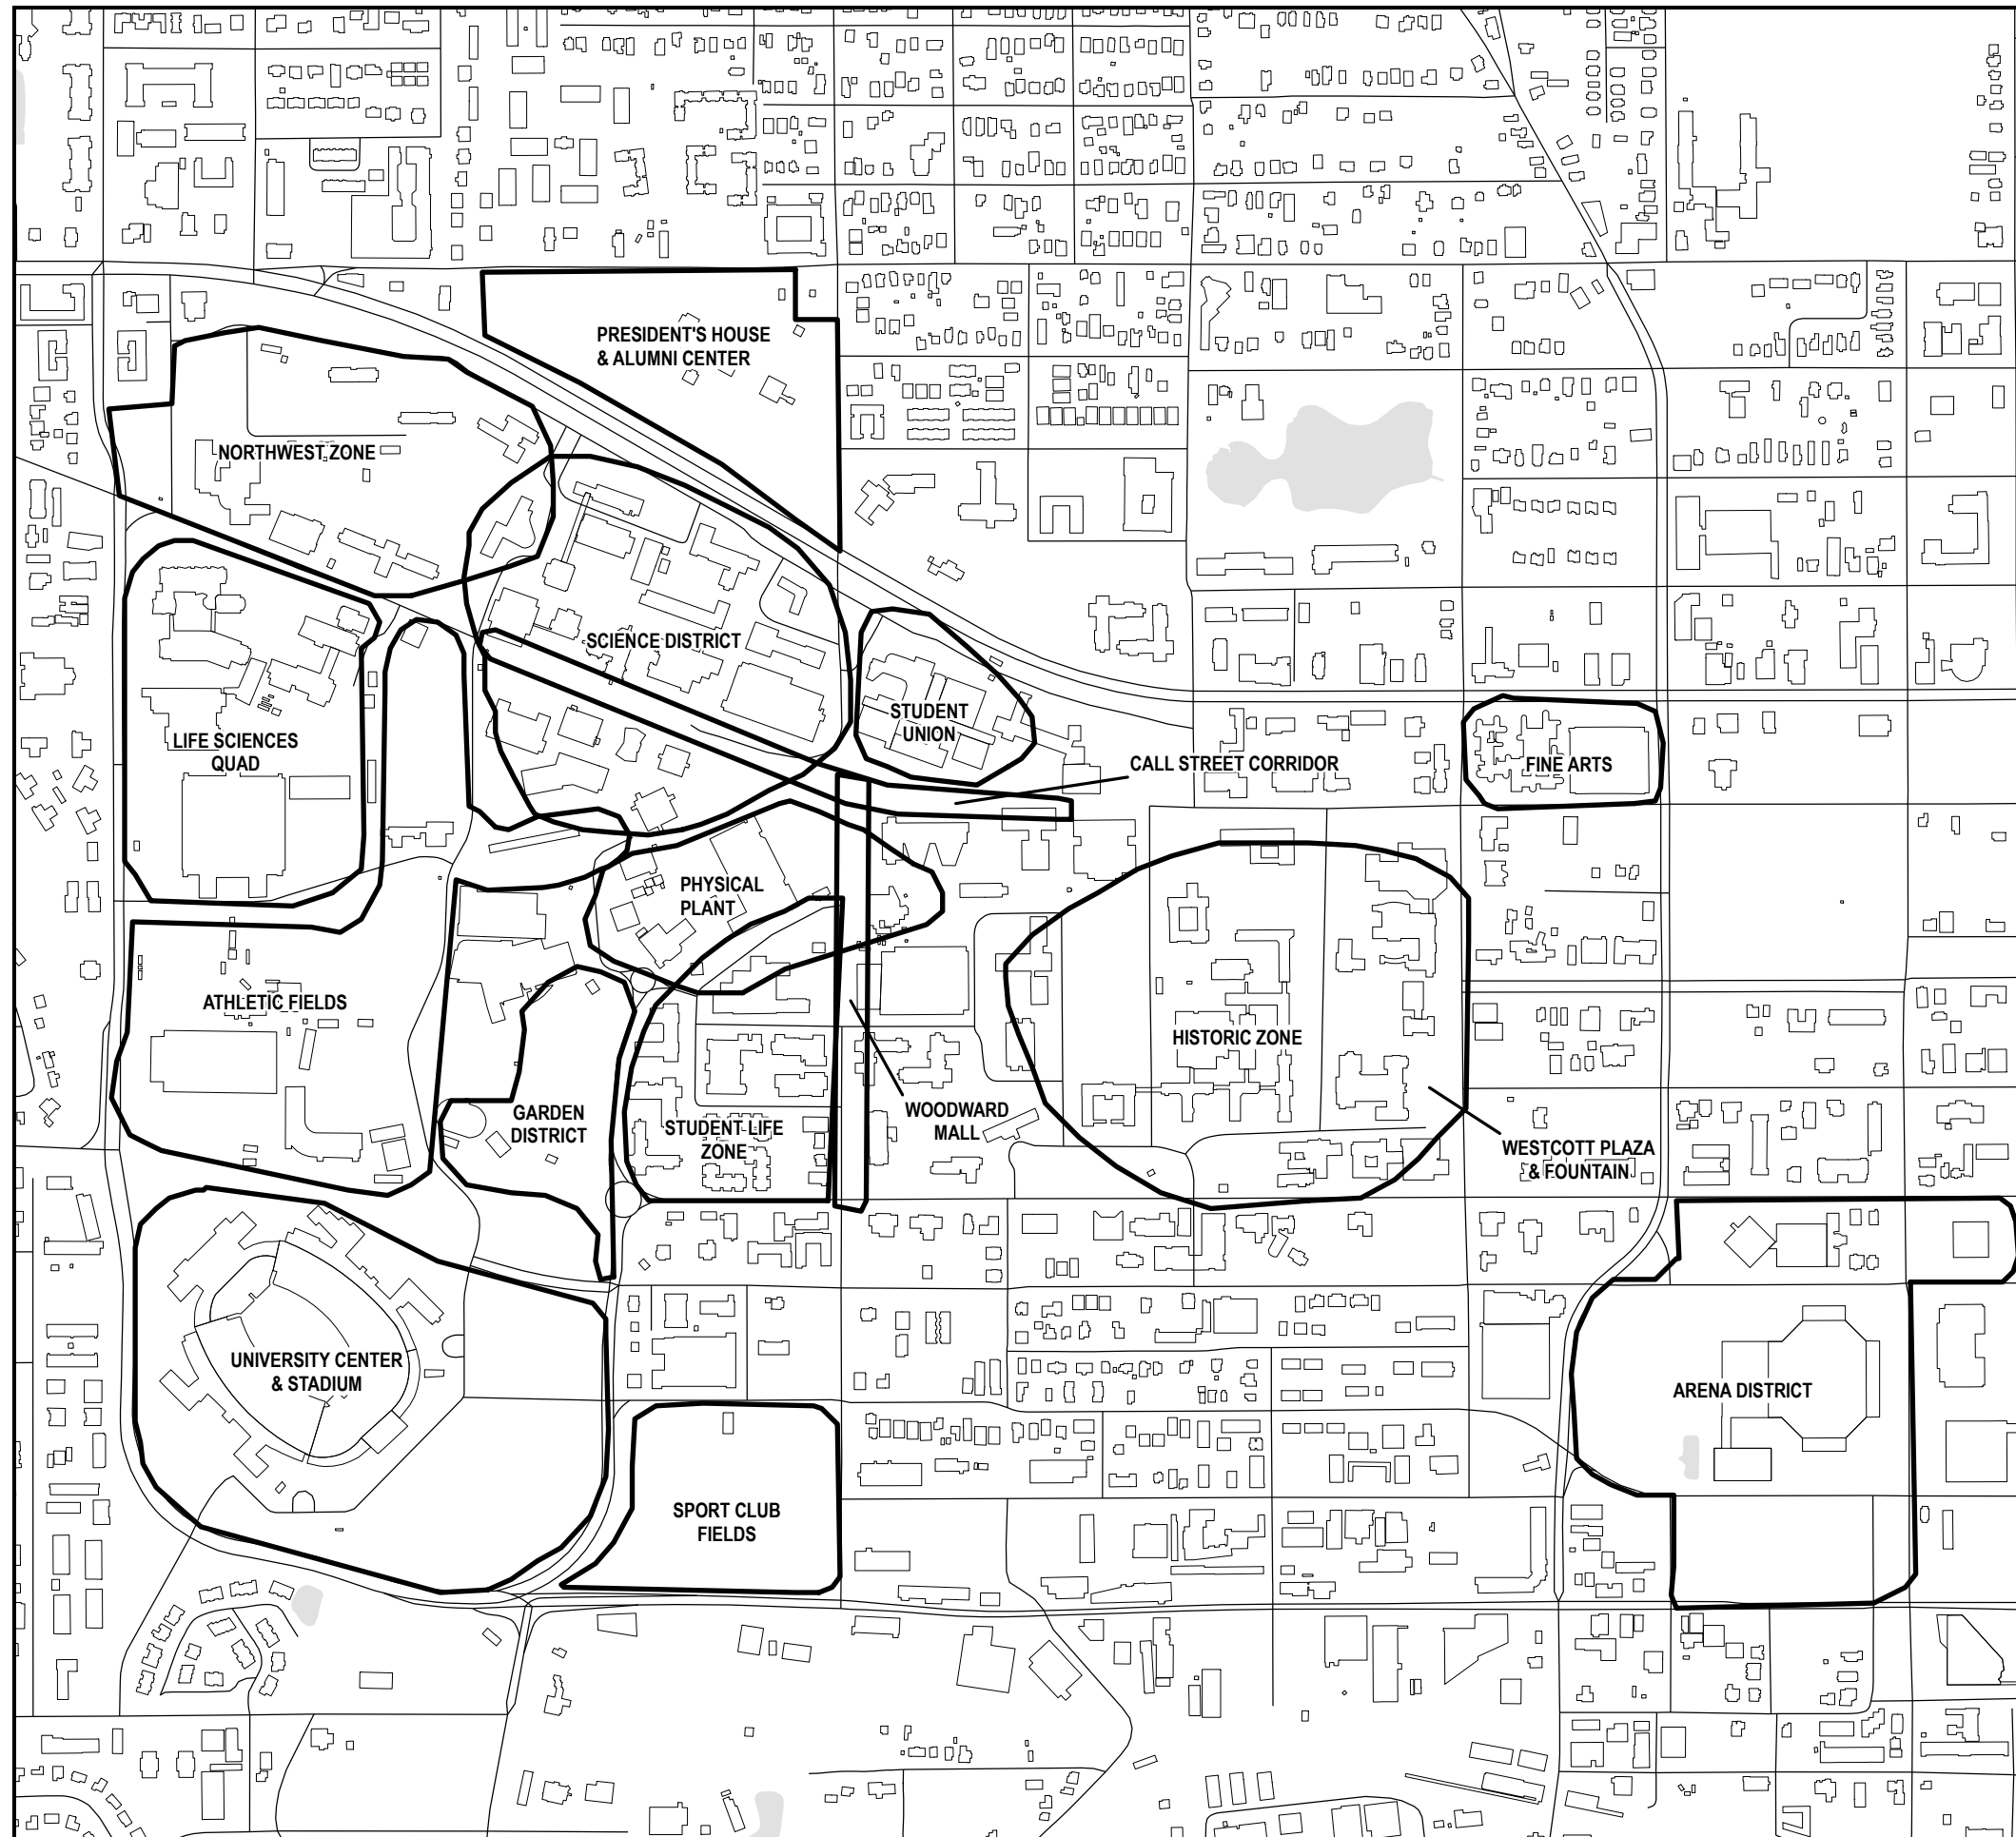 PRESIDENT'S HOUSE
& ALUMNI CENTER
NORTHWEST ZONE
SCIENCE DISTRICT
STUDENT
UNION
LIFE SCIENCES
QUAD
CALL STREET CORRIDOR
FINE ARTS
PHYSICAL
PLANT
ATHLETIC FIELDS
HISTORIC ZONE
GARDEN
DISTRICT
STUDENT LIFE
ZONE
WOODWARD
MALL
WESTCOTT PLAZA
& FOUNTAIN
UNIVERSITY CENTER
& STADIUM
ARENA DISTRICT
SPORT CLUB
FIELDS